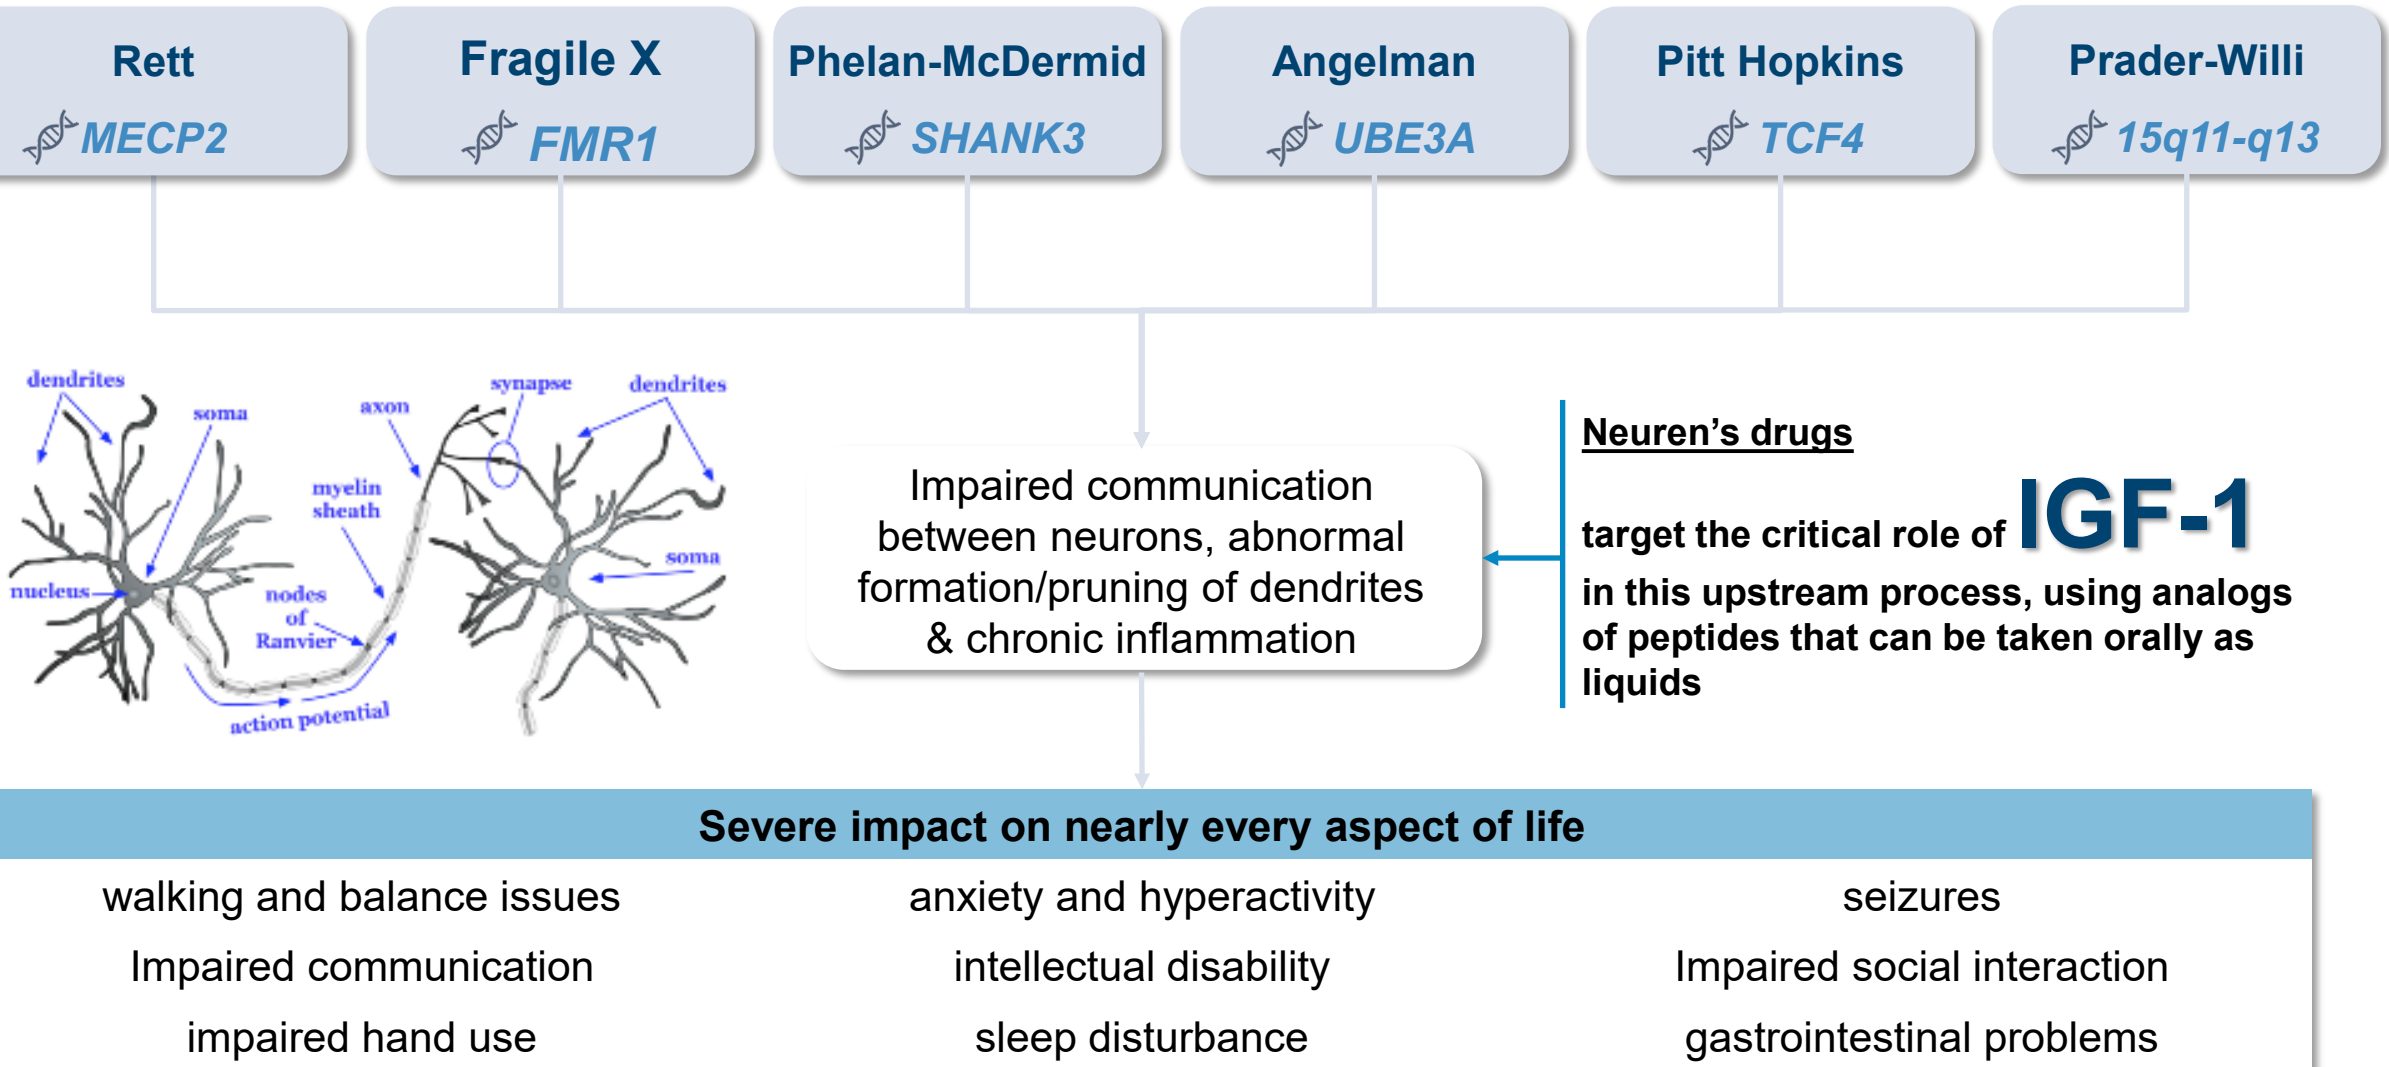 Rett
MECP2
Fragile X
FMR1
Phelan-McDermid
SHANK3
Angelman
UBE3A
Pitt Hopkins
TCF4
Prader-Willi
15q11-q13
dendrites
soma
axon
synapse
dendrites
myelin
sheath
soma
nucleus
nodes
of
Ranvier
action potential
Impaired communication
between neurons, abnormal
formation/pruning of dendrites
& chronic inflammation
Neuren’s drugs
target the critical role of IGF-1
in this upstream process, using analogs
of peptides that can be taken orally as
liquids
Severe impact on nearly every aspect of life
walking and balance issues
anxiety and hyperactivity
seizures
Impaired communication
intellectual disability
Impaired social interaction
impaired hand use
sleep disturbance
gastrointestinal problems